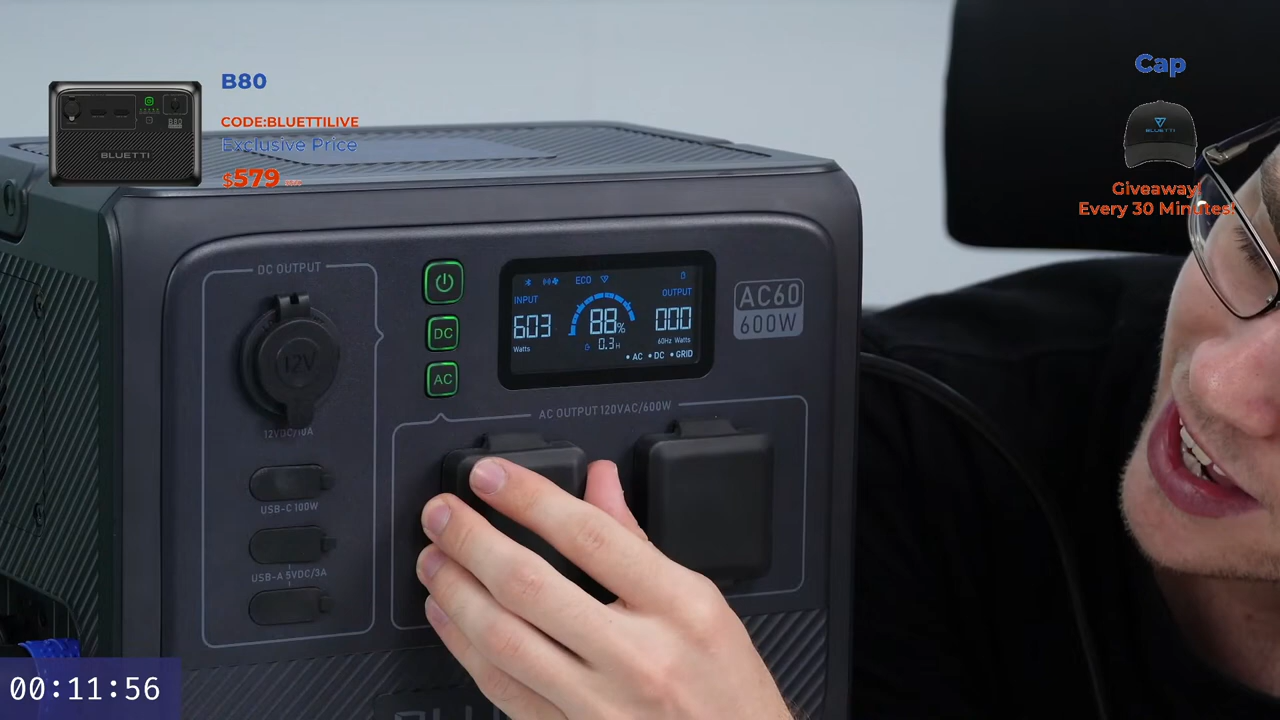 B80
CODE:BLUETTILIVE
Exclusive Price
$579
BLUETTI
B80
Cap
BLUETTI
Giveaway!
Every 30 Minutes!
DC OUTPUT
12V
12VDC/10A
USB-C 100W
USB-A 5VDC/3A
DC
AC
ECO
INPUT
603
Watts
88%
0.3H
OUTPUT
000
60Hz Watts
• AC • DC • GRID
AC60
600W
AC OUTPUT 120VAC/600W
00:11:56